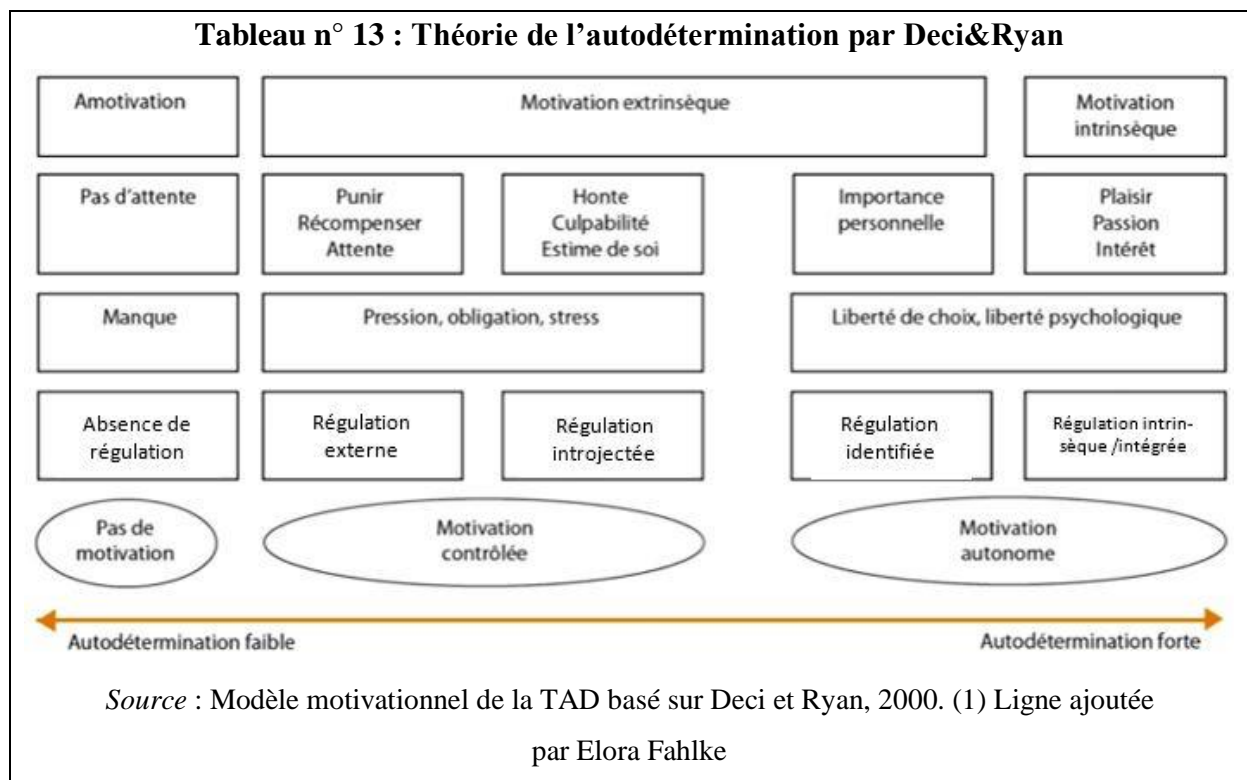 Tableau n° 13 : Théorie de l’autodétermination par Deci&Ryan
Amotivation
Motivation extrinsèque
Motivation
intrinsèque
Pas d’attente
Punir
Récompenser
Attente
Honte
Culpabilité
Estime de soi
Importance
personnelle
Plaisir
Passion
Intérêt
Manque
Pression, obligation, stress
Liberté de choix, liberté psychologique
Absence de
régulation
Régulation
externe
Régulation
introjectée
Régulation
identifiée
Régulation intrin-
sèque /intégrée
Pas de
motivation
Motivation
contrôlée
Motivation
autonome
Autodétermination faible
Autodétermination forte
Source : Modèle motivationnel de la TAD basé sur Deci et Ryan, 2000. (1) Ligne ajoutée
par Elora Fahlke